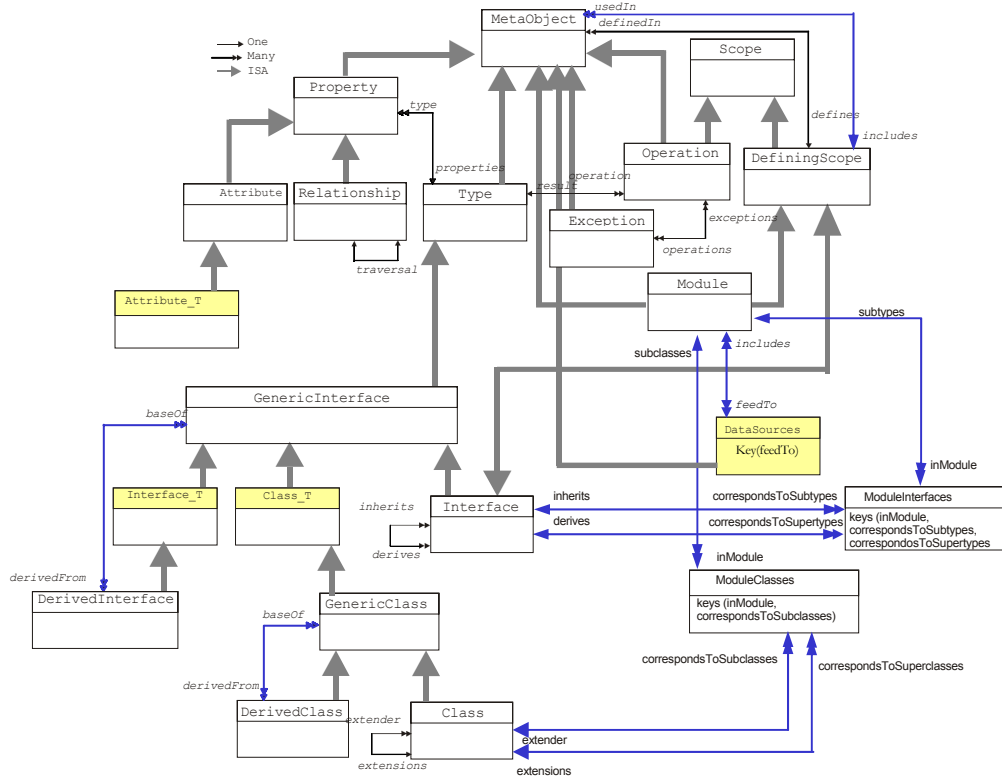 usedIn
MetaObject
definedIn
One
Many
ISA
Scope
Property
type
defines
includes
Operation
DefiningScope
properties
operation
Attribute
Relationship
Type
result
exceptions
Exception
operations
traversal
Module
Attribute_T
subtypes
subclasses
includes
GenericInterface
feedTo
baseOf
DataSources
Key(feedTo)
inModule
Interface_T
Class_T
inherits
Interface
inherits
correspondsToSubtypes
ModuleInterfaces
derives
correspondsToSupertypes
keys (inModule,
correspondsToSubtypes,
correspondosToSupertypes
derives
inModule
derivedFrom
ModuleClasses
DerivedInterface
GenericClass
keys (inModule,
correspondsToSubclasses)
baseOf
correspondsToSubclasses
correspondsToSuperclasses
derivedFrom
DerivedClass
Class
extender
extender
extensions
extensions